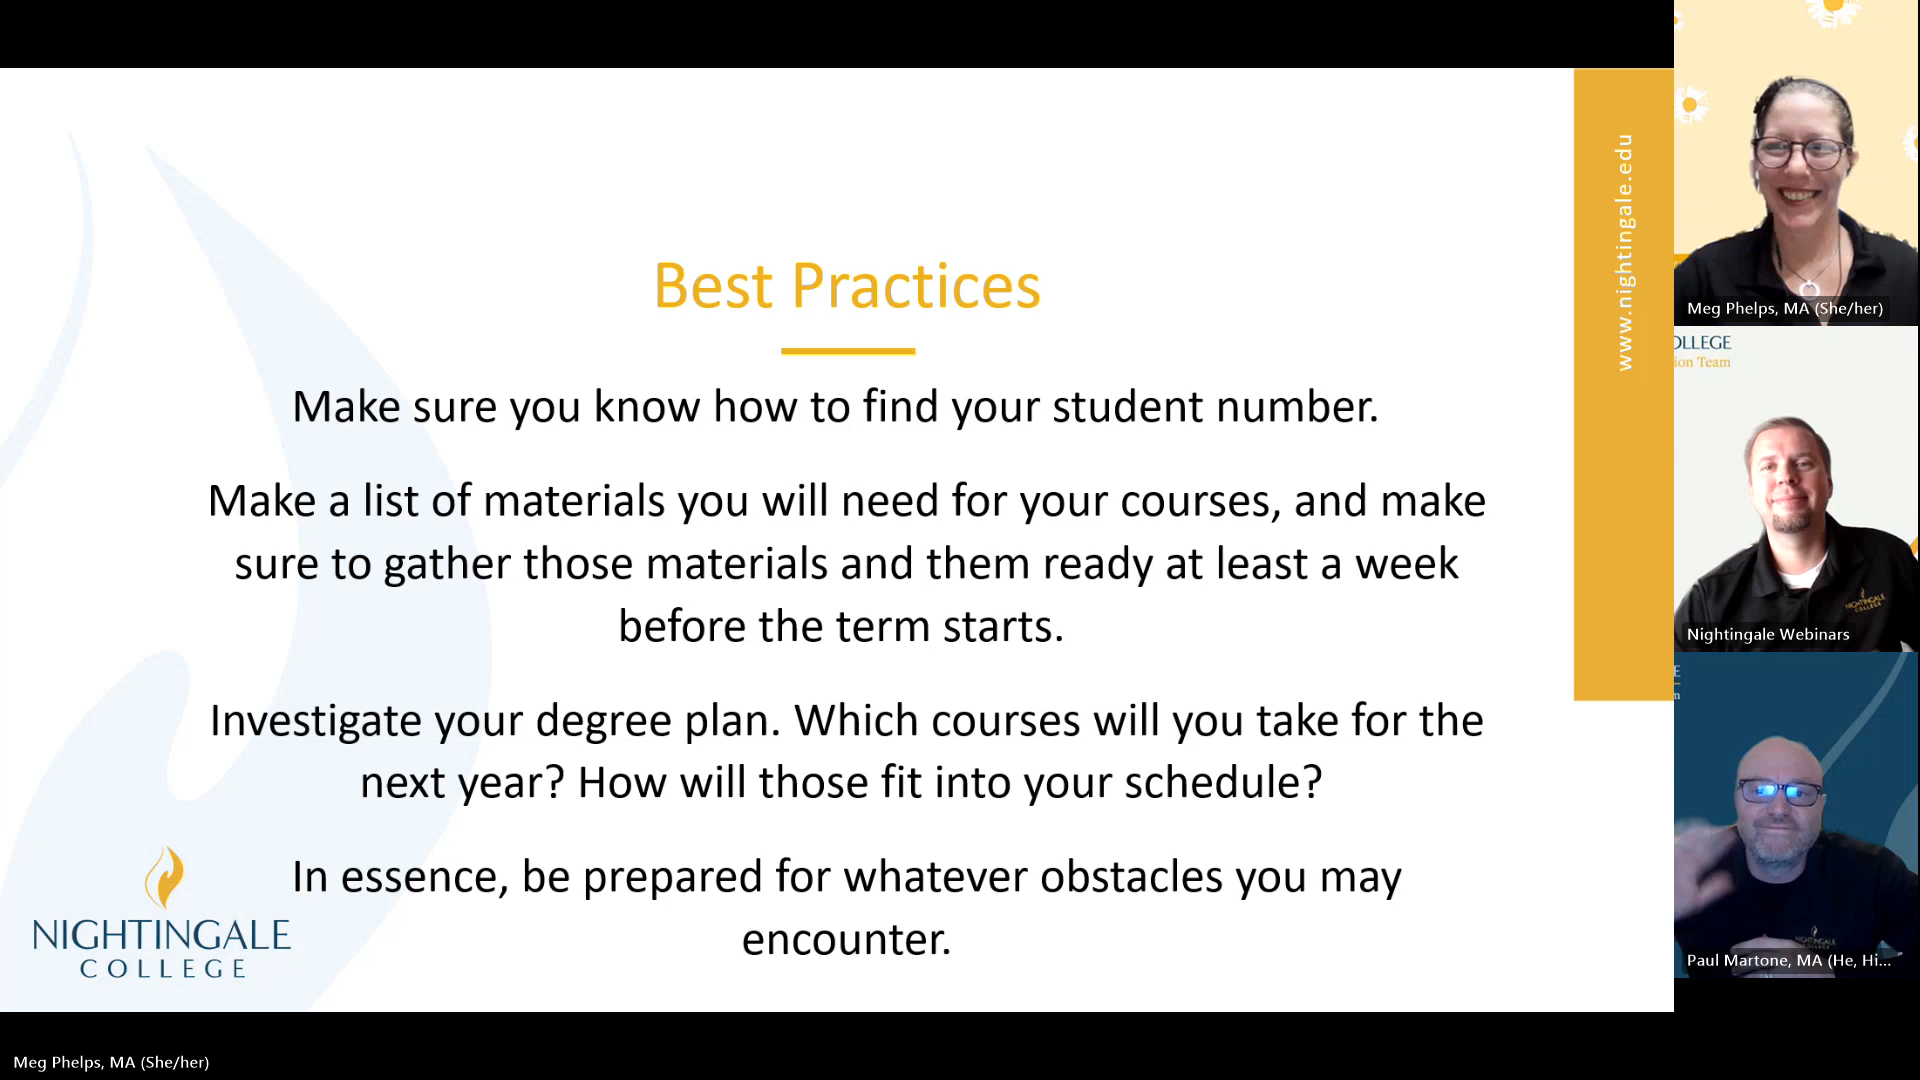 Best Practices
Make sure you know how to find your student number.
Make a list of materials you will need for your courses, and make
sure to gather those materials and them ready at least a week
before the term starts.
Investigate your degree plan. Which courses will you take for the
next year? How will those fit into your schedule?
In essence, be prepared for whatever obstacles you may
encounter.
NIGHTINGALE
COLLEGE
www.nightingale.edu
Meg Phelps, MA (She/her)
OLLEGE
ion Team
NIGHTINGALE
COLLEGE
Nightingale Webinars
E
n
NIGHTINGALE
COLLEGE
Paul Martone, MA (He, Hi...
Meg Phelps, MA (She/her)